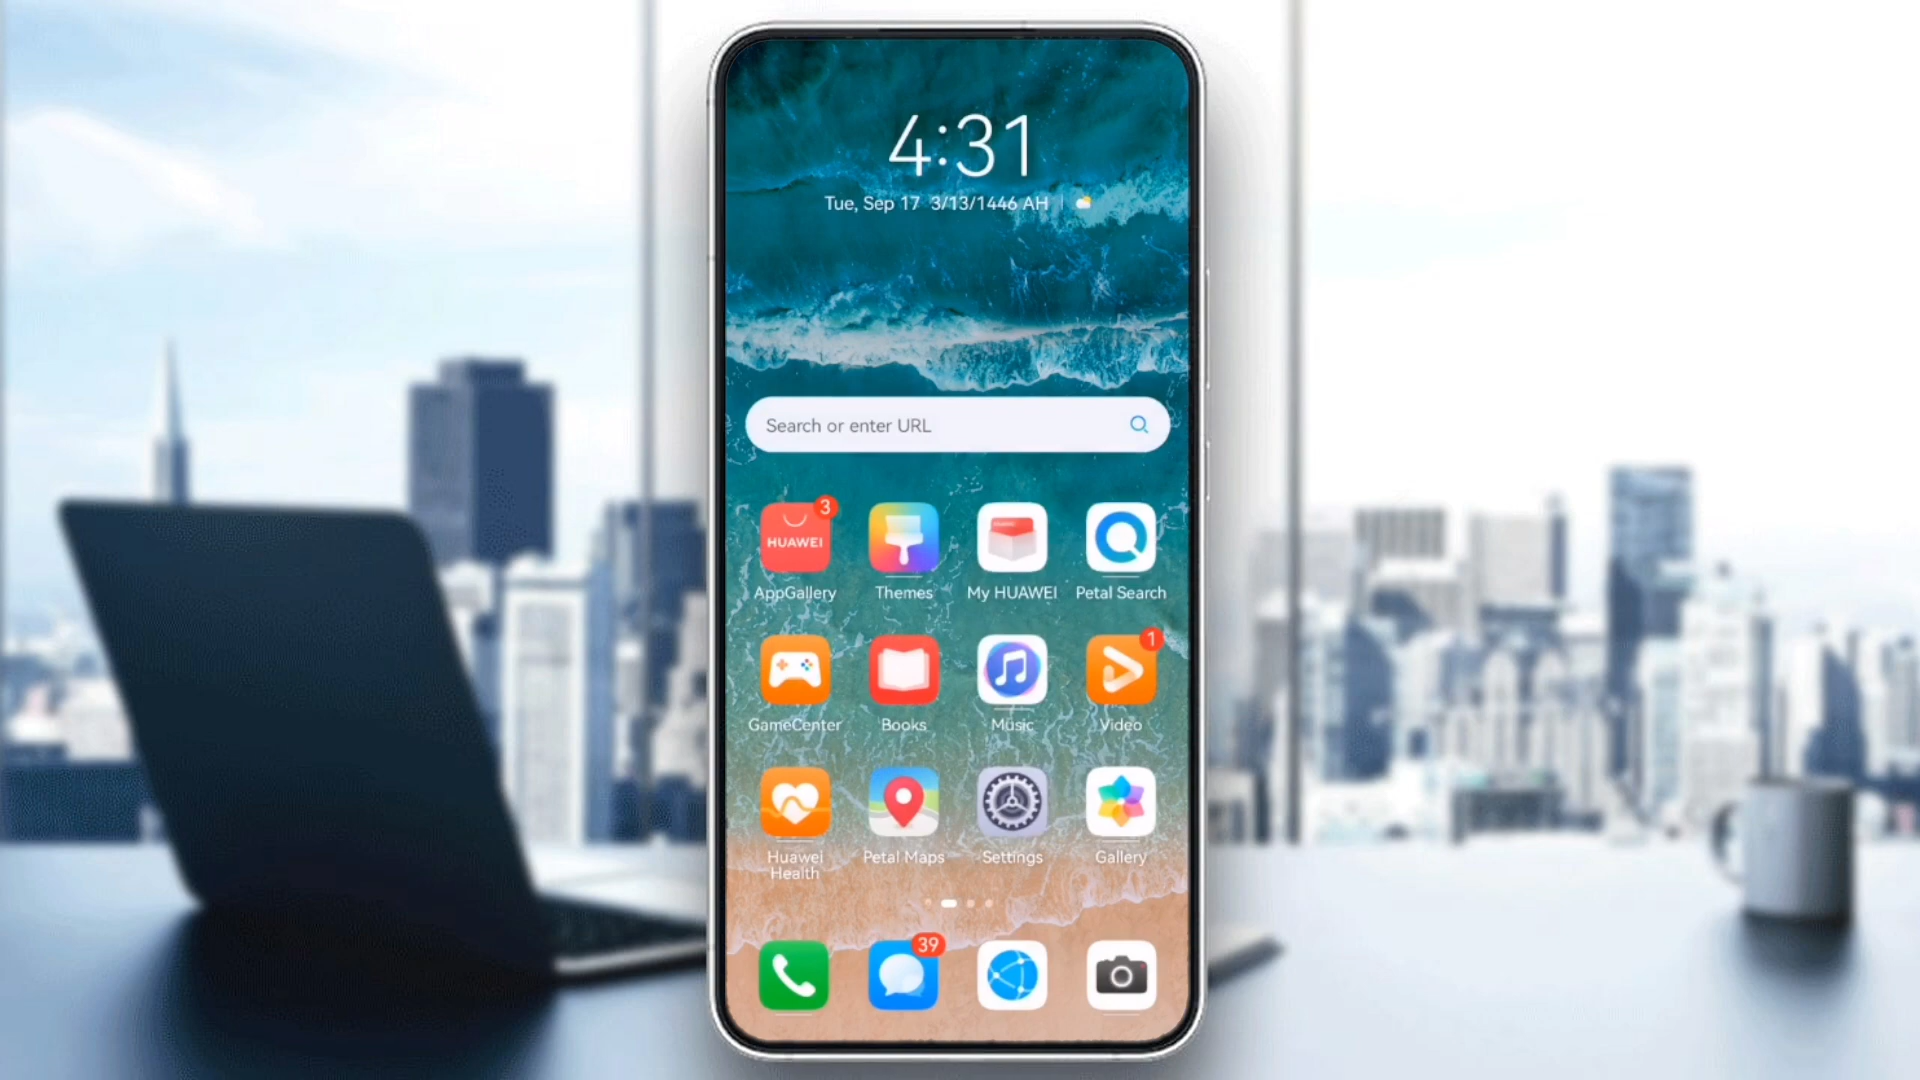 4:31
Tue, Sep 17 3/13/1446 AH
Search or enter URL
3
HUAWEI
AppGallery
Themes
My HUAWEI
Petal Search
1
GameCenter
Books
Music
Video
Huawei
Health
Petal Maps
Settings
Gallery
39